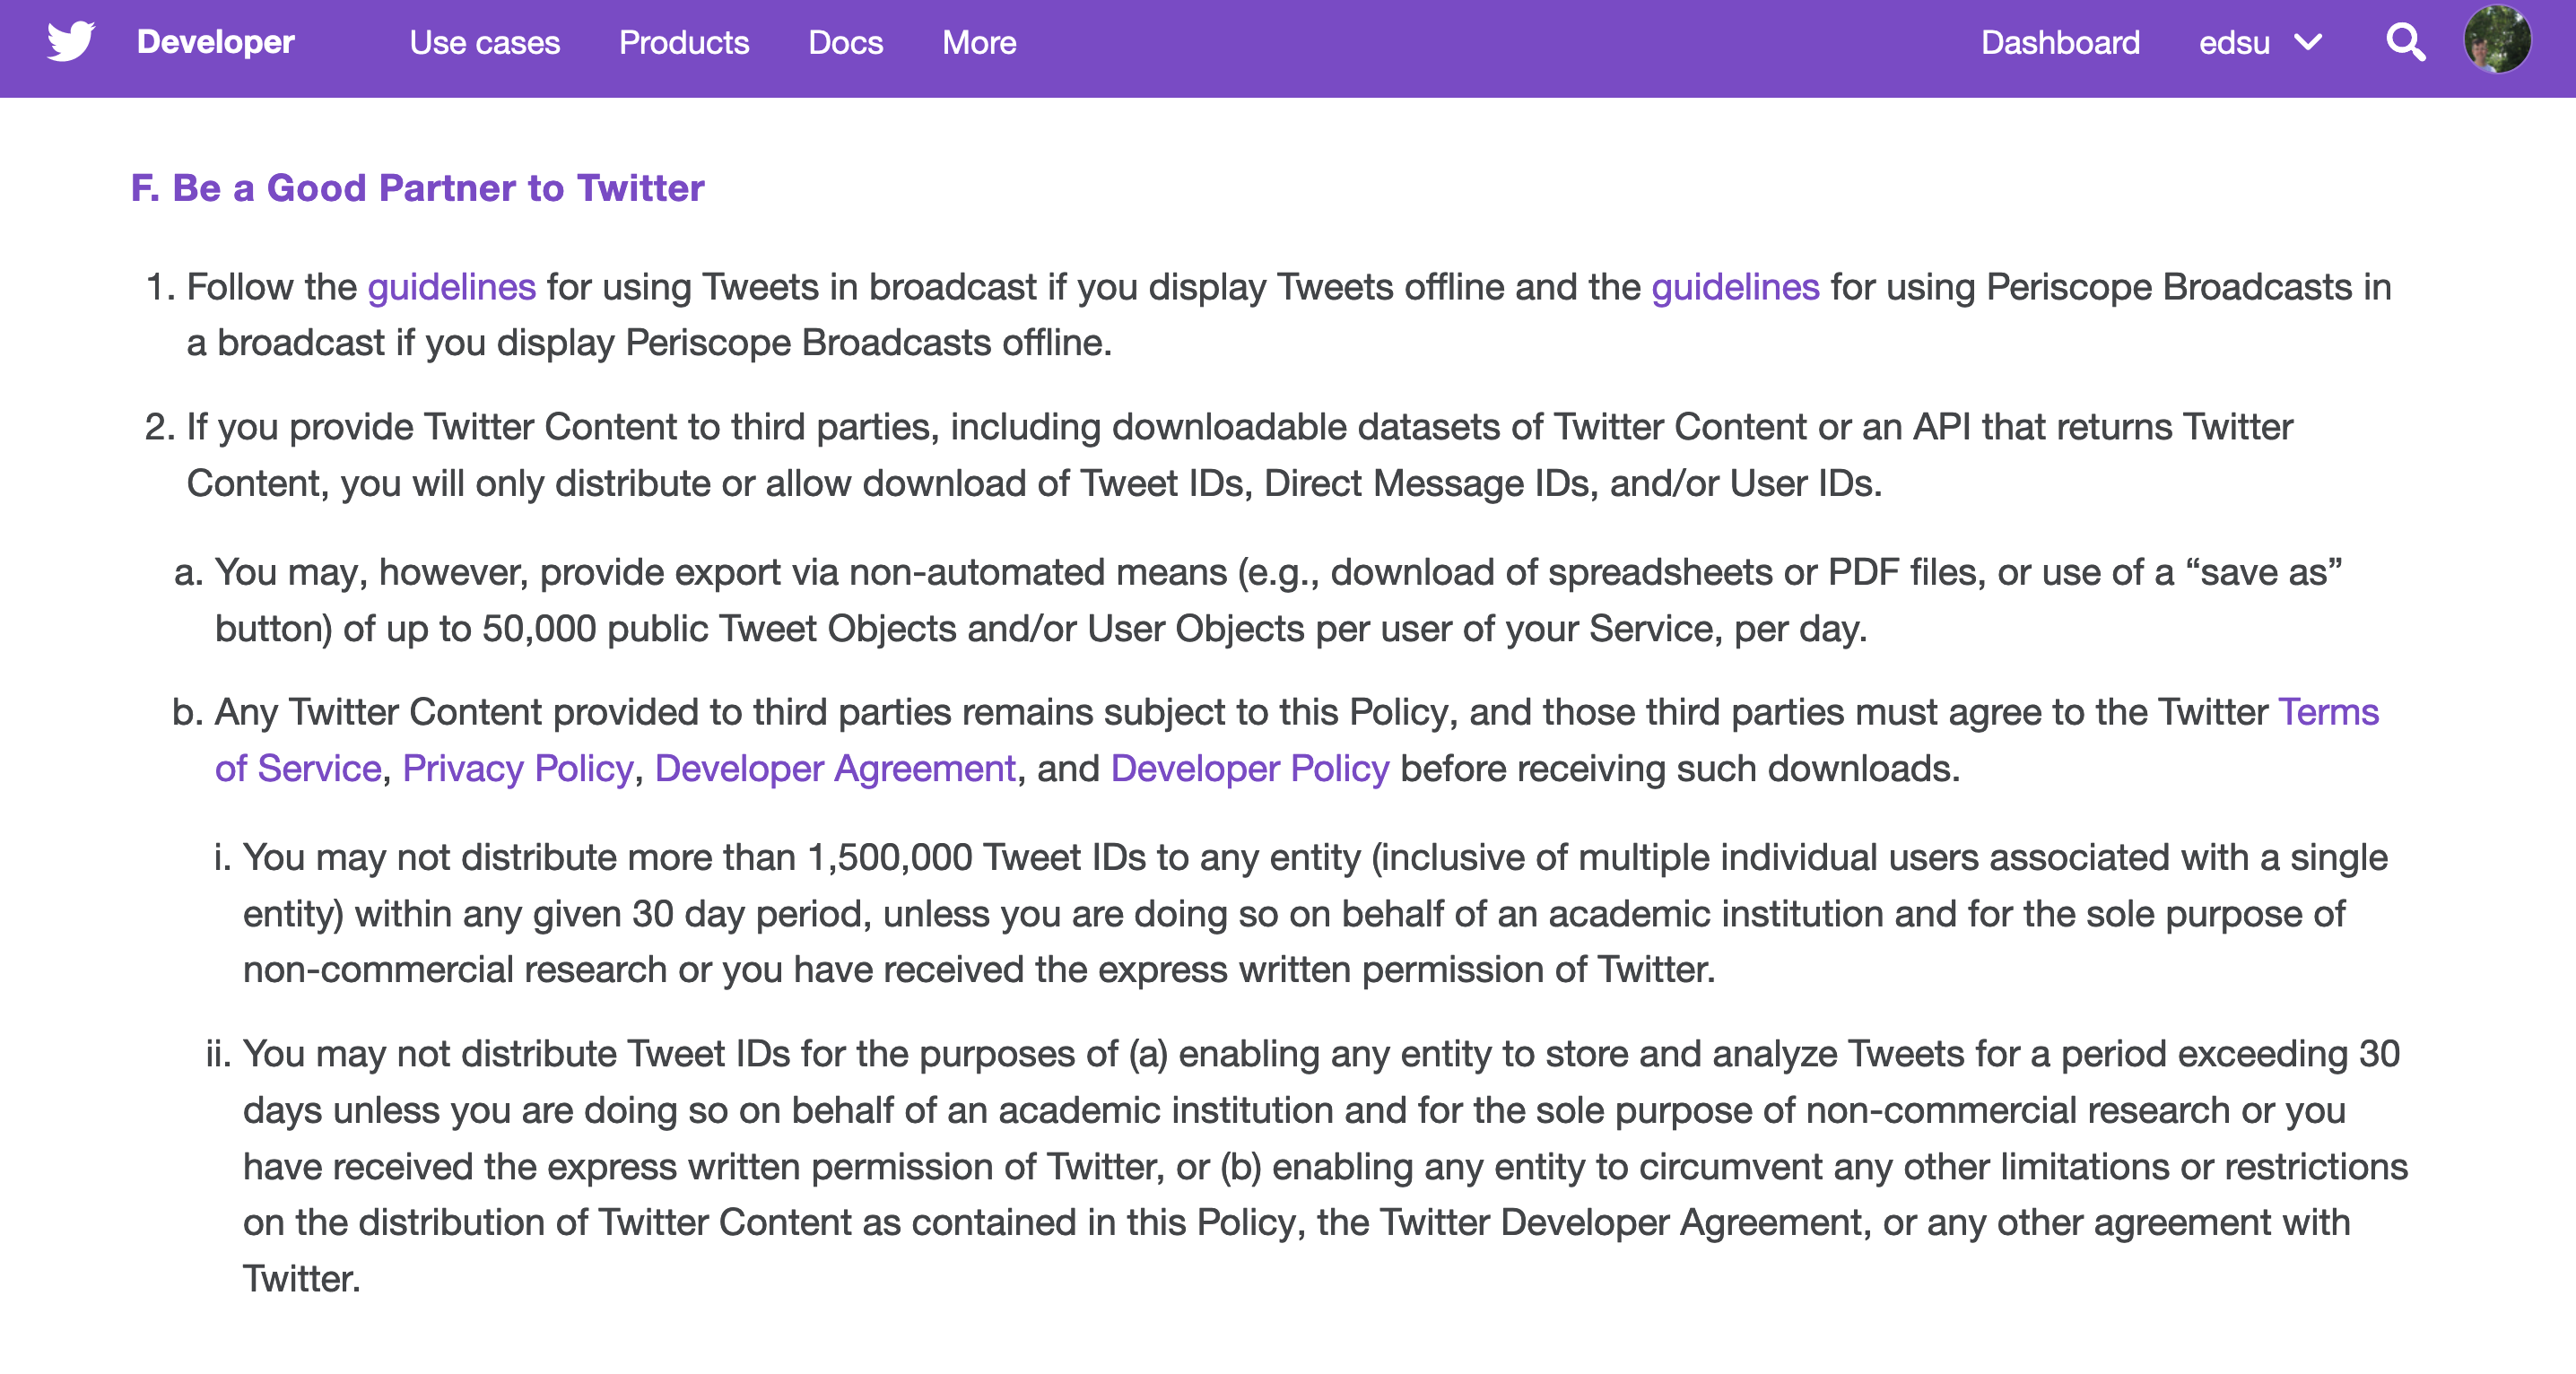 Developer Use cases Products Docs More Dashboard edsu
F. Be a Good Partner to Twitter
1. Follow the guidelines for using Tweets in broadcast if you display Tweets offline and the guidelines for using Periscope Broadcasts in
a broadcast if you display Periscope Broadcasts offline.
2. If you provide Twitter Content to third parties, including downloadable datasets of Twitter Content or an API that returns Twitter
Content, you will only distribute or allow download of Tweet IDs, Direct Message IDs, and/or User IDs.
a. You may, however, provide export via non-automated means (e.g., download of spreadsheets or PDF files, or use of a “save as”
button) of up to 50,000 public Tweet Objects and/or User Objects per user of your Service, per day.
b. Any Twitter Content provided to third parties remains subject to this Policy, and those third parties must agree to the Twitter Terms
of Service, Privacy Policy, Developer Agreement, and Developer Policy before receiving such downloads.
i. You may not distribute more than 1,500,000 Tweet IDs to any entity (inclusive of multiple individual users associated with a single
entity) within any given 30 day period, unless you are doing so on behalf of an academic institution and for the sole purpose of
non-commercial research or you have received the express written permission of Twitter.
ii. You may not distribute Tweet IDs for the purposes of (a) enabling any entity to store and analyze Tweets for a period exceeding 30
days unless you are doing so on behalf of an academic institution and for the sole purpose of non-commercial research or you
have received the express written permission of Twitter, or (b) enabling any entity to circumvent any other limitations or restrictions
on the distribution of Twitter Content as contained in this Policy, the Twitter Developer Agreement, or any other agreement with
Twitter.